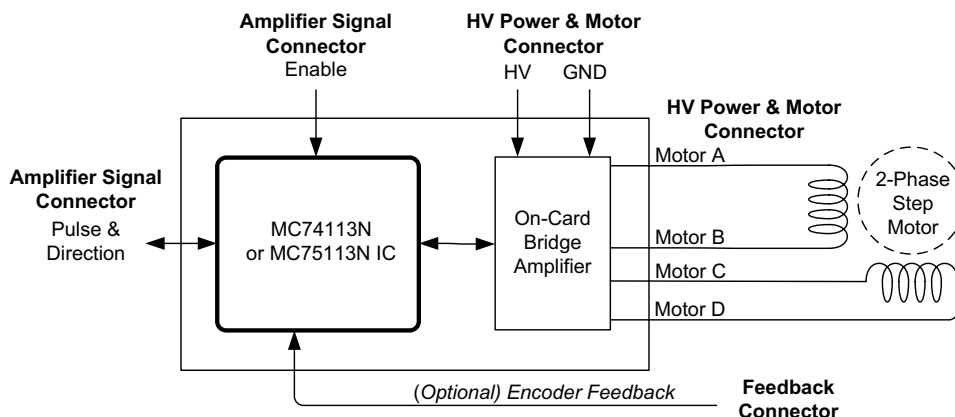 Amplifier Signal
Connector
Enable
HV Power & Motor
Connector
HV GND
HV Power & Motor
Connector
Amplifier Signal
Connector
Pulse &
Direction
MC74113N
or MC75113N IC
On-Card
Bridge
Amplifier
Motor A
Motor B
Motor C
Motor D
2-Phase
Step
Motor
(Optional) Encoder Feedback
Feedback
Connector